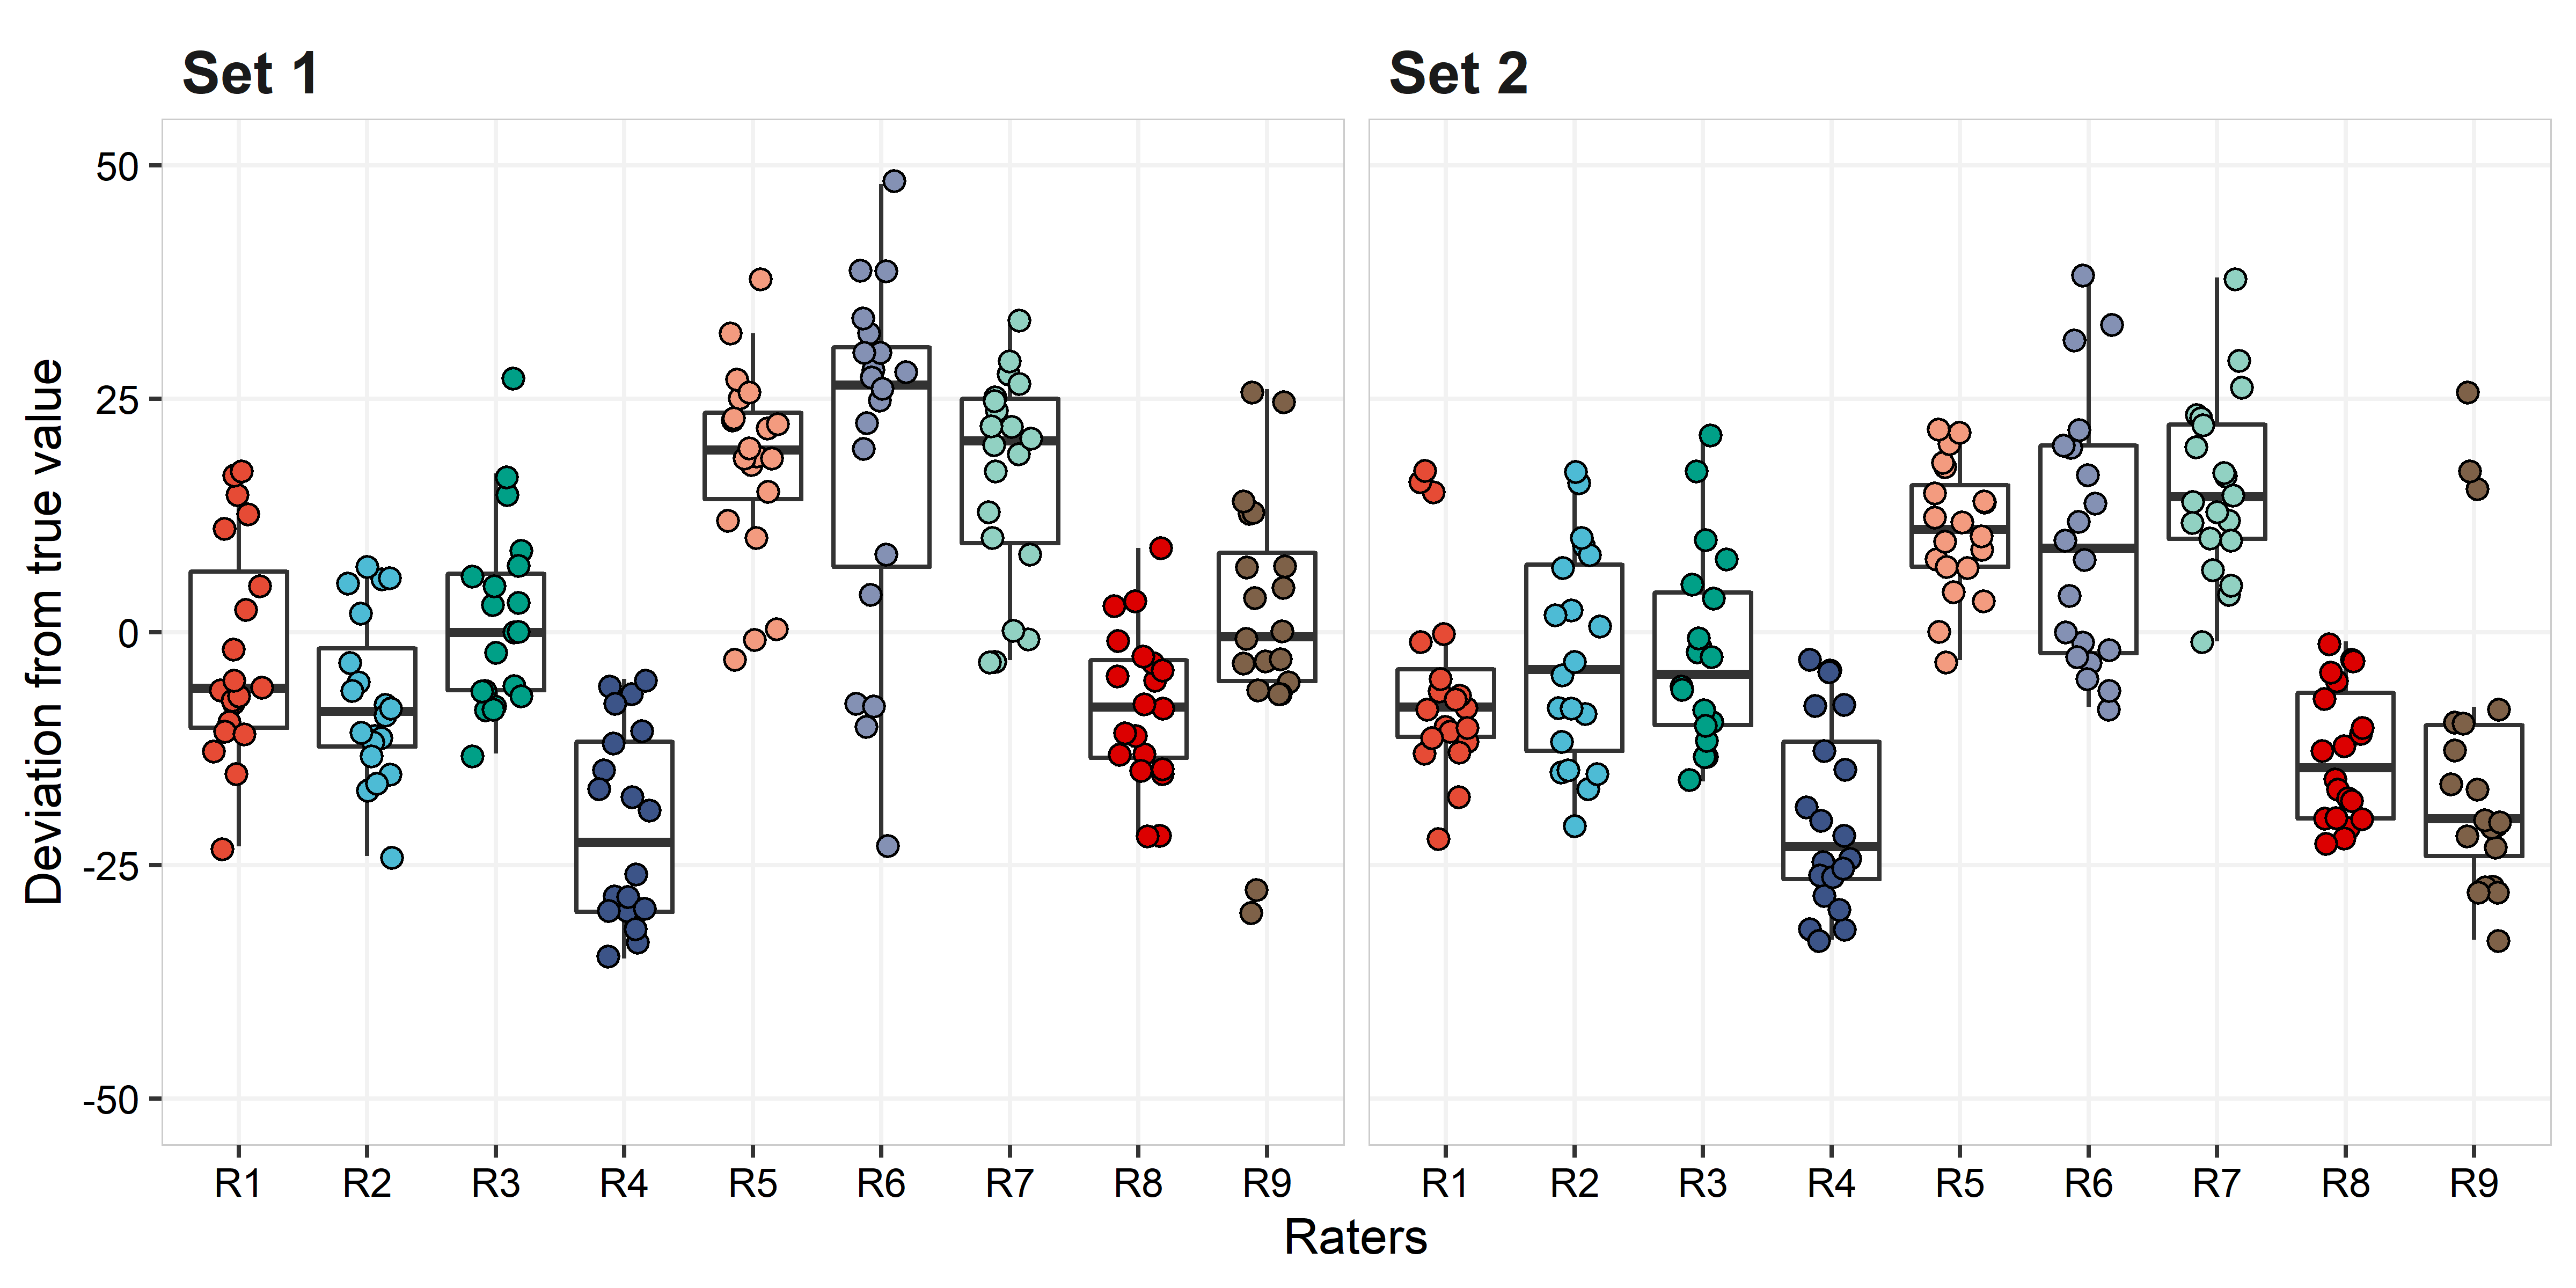 Set 1
Set 2
Deviation from true value
50
25
0
-25
-50
R1 R2 R3 R4 R5 R6 R7 R8 R9
R1 R2 R3 R4 R5 R6 R7 R8 R9
Raters